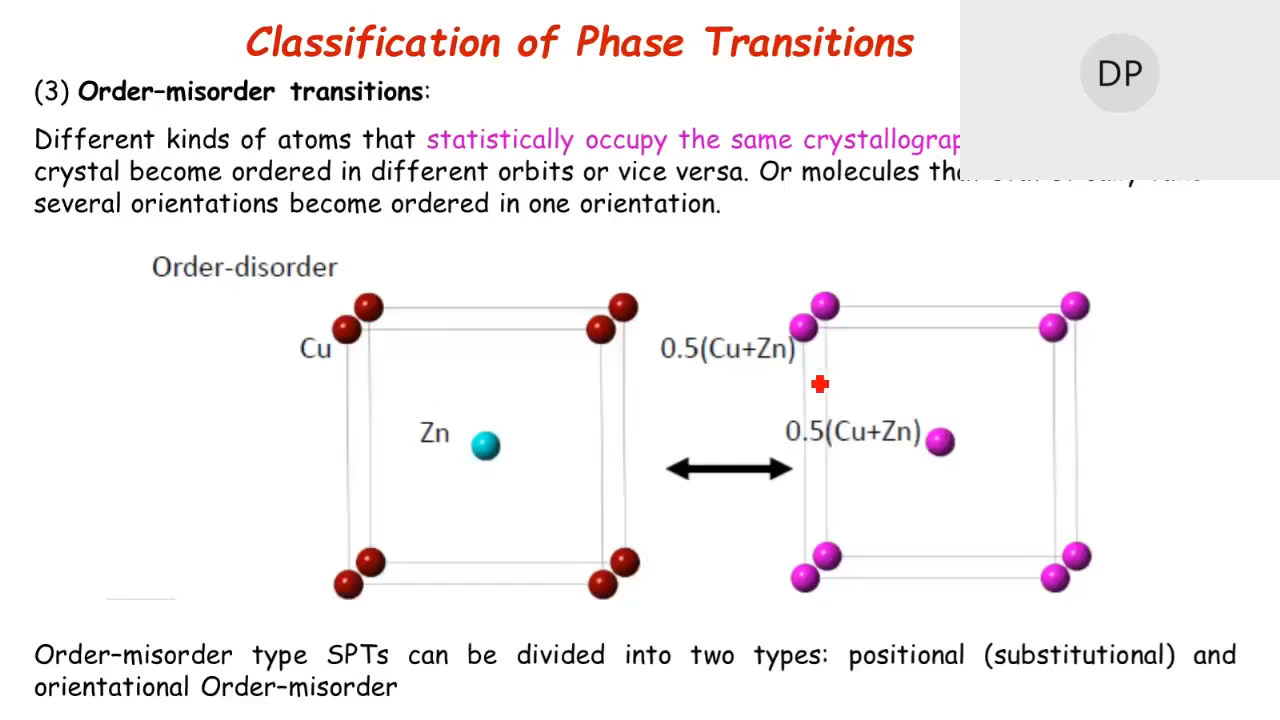 Classification of Phase Transitions
DP
(3) Order–misorder transitions:
Different kinds of atoms that statistically occupy the same
crystal become ordered in different orbits or vice versa. Or molecules
several orientations become ordered in one orientation.
Order-disorder
Cu
0.5(Cu+Zn)
Zn
0.5(Cu+Zn)
Order–misorder type SPTs can be divided into two types: positional (substitutional) and
orientational Order–misorder